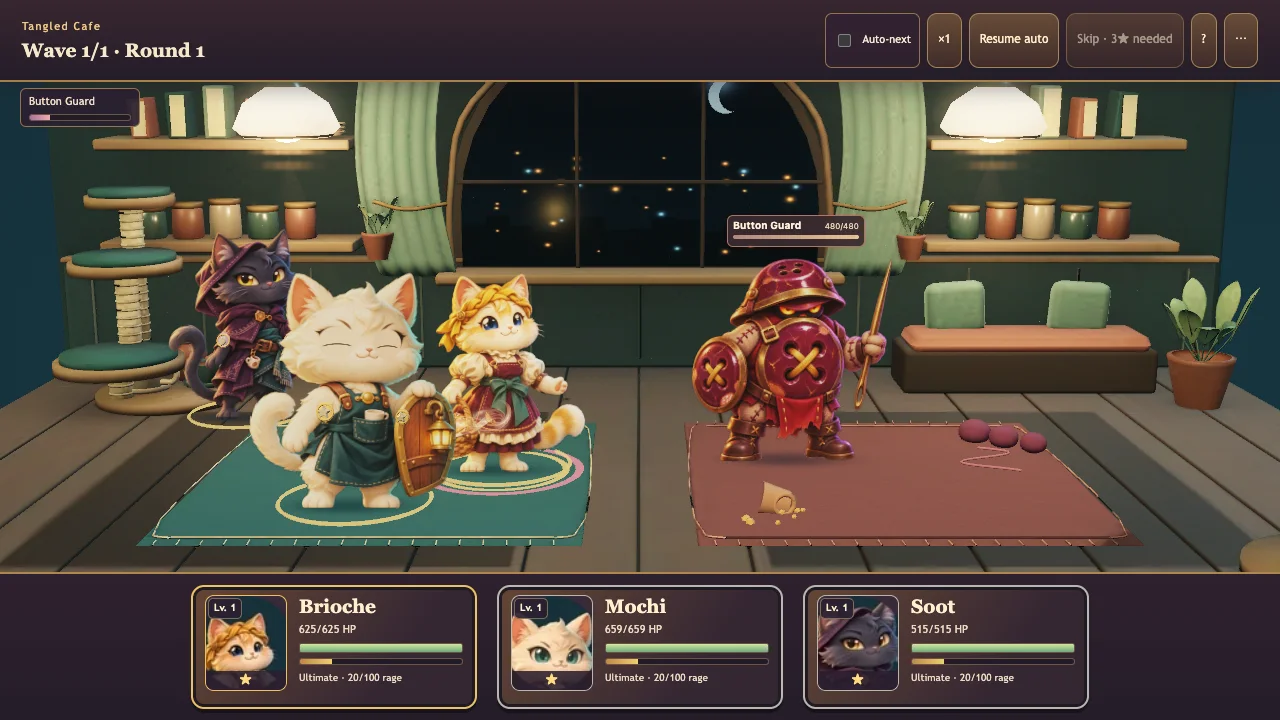 Tangled Cafe
Wave 1/1 · Round 1
Auto-next
×1
Resume auto
Skip · 3★ needed
?
...
Button Guard
Button Guard 480/480
Lv. 1
Brioche
625/625 HP
Ultimate · 20/100 rage
Lv. 1
Mochi
659/659 HP
Ultimate · 20/100 rage
Lv. 1
Soot
515/515 HP
Ultimate · 20/100 rage